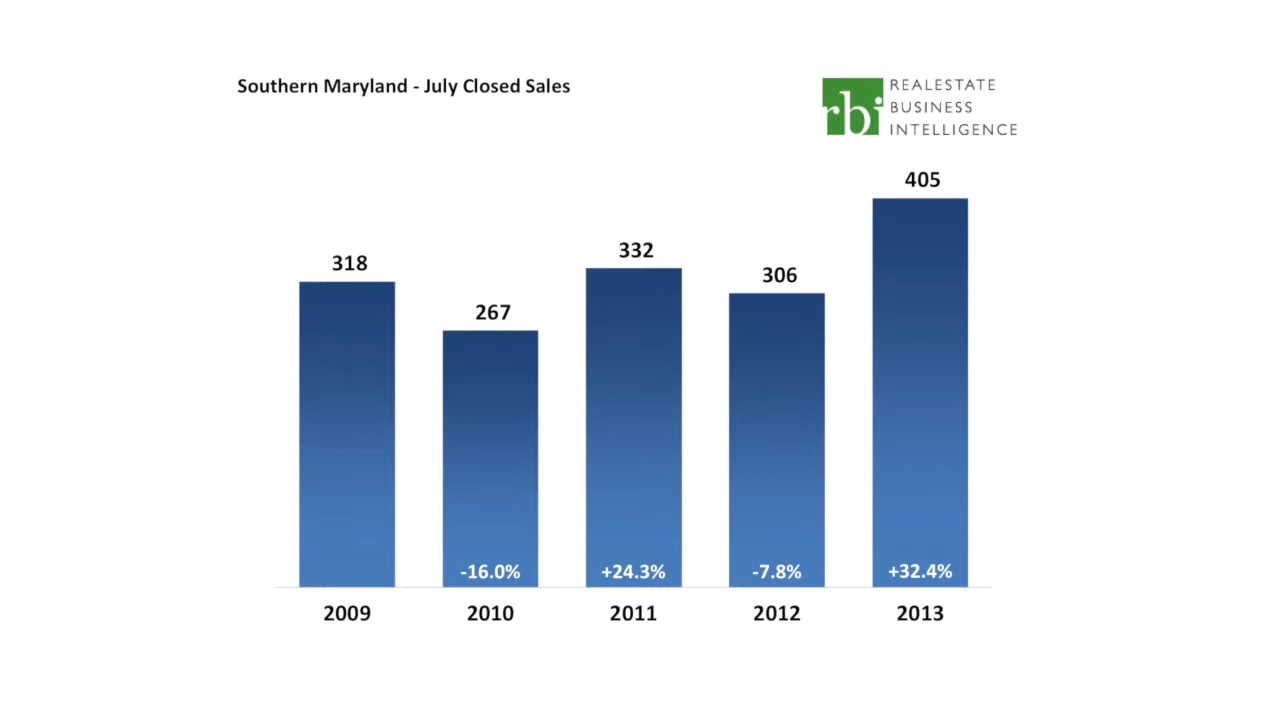 Southern Maryland - July Closed Sales
rbi
REALESTATE
BUSINESS
INTELLIGENCE
405
332
318
306
267
-16.0%
+24.3%
-7.8%
+32.4%
2009
2010
2011
2012
2013